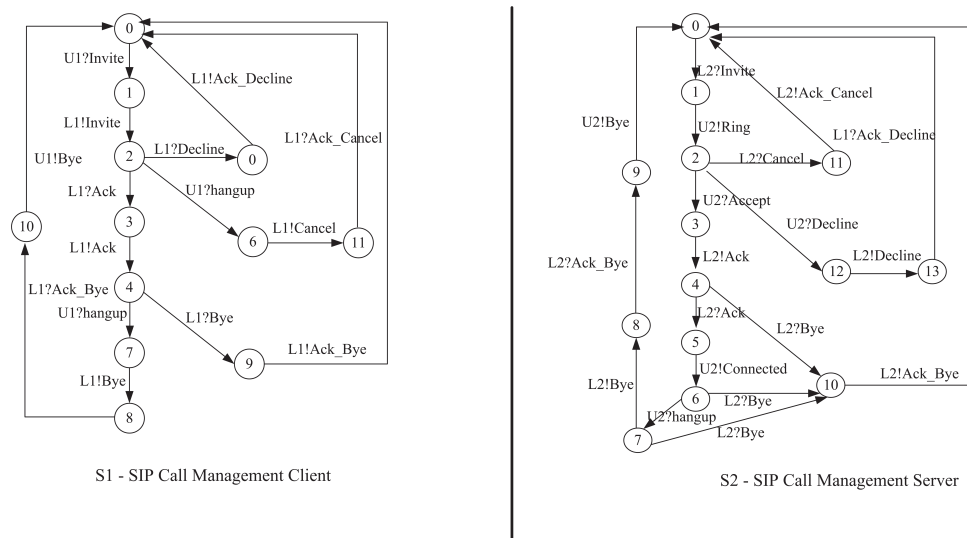 0
U1?Invite
1
L1!Ack_Decline
L1!Invite
L1?Ack_Cancel
2
L1?Decline
0
U1!Bye
L1?Ack
U1?hangup
10
3
6
L1!Cancel
11
L1!Ack
L1?Ack_Bye
4
U1?hangup
L1?Bye
7
9
L1!Ack_Bye
L1!Bye
8
S1 - SIP Call Management Client
0
L2?Invite
1
L2!Ack_Cancel
U2!Bye
U2!Ring
L1?Ack_Decline
2
L2?Cancel
11
9
U2?Accept
3
U2?Decline
L2?Ack_Bye
L2!Ack
12
L2!Decline
13
4
L2?Ack
8
L2?Bye
5
U2!Connected
L2!Bye
10
L2!Ack_Bye
6
L2?Bye
U2?hangup
7
L2?Bye
S2 - SIP Call Management Server